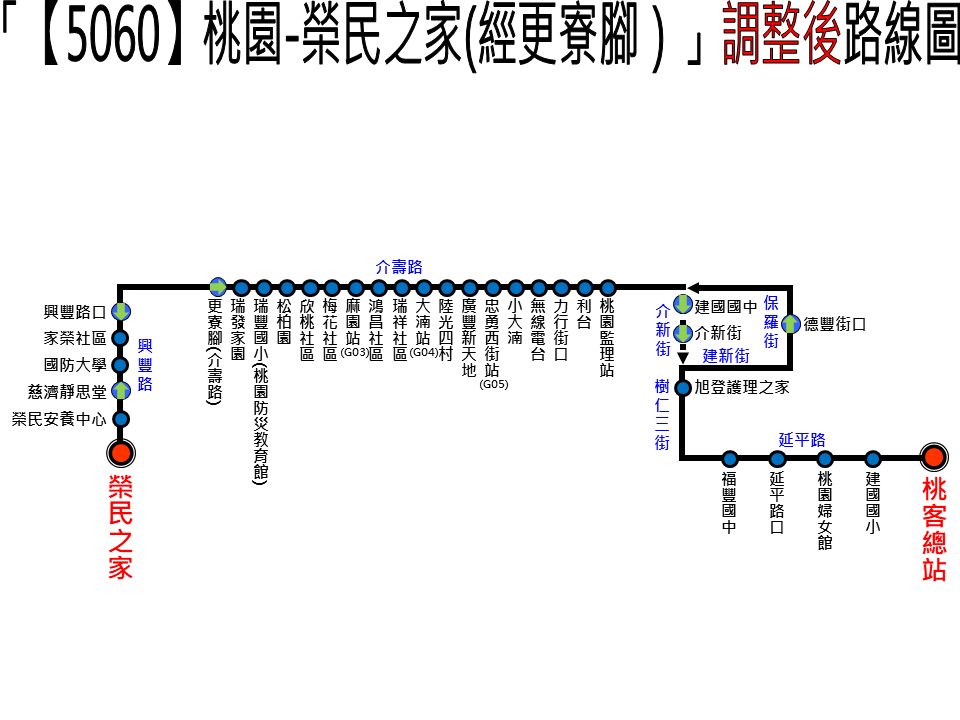 「【5060】桃園-榮民之家(經更寮腳）」調整後路線圖
介壽路
興豐路口
家榮社區
國防大學
慈濟靜思堂
榮民安養中心
興豐路
榮民之家
更寮腳(介壽路)
瑞發家園
瑞豐國小(桃園防災教育館)
松柏園
欣桃社區
梅花社區
麻園站
(G03)
鴻昌社區
瑞祥社區
大湳站
(G04)
陸光四村
廣豐新天地
忠勇西街站
(G05)
小大湳
無線電台
力行街口
利台
桃園監理站
介新街
建國國中
介新街
保羅街
德豐街口
建新街
樹仁三街
旭登護理之家
延平路
福豐國中
延平路口
桃園婦女館
建國國小
桃客總站